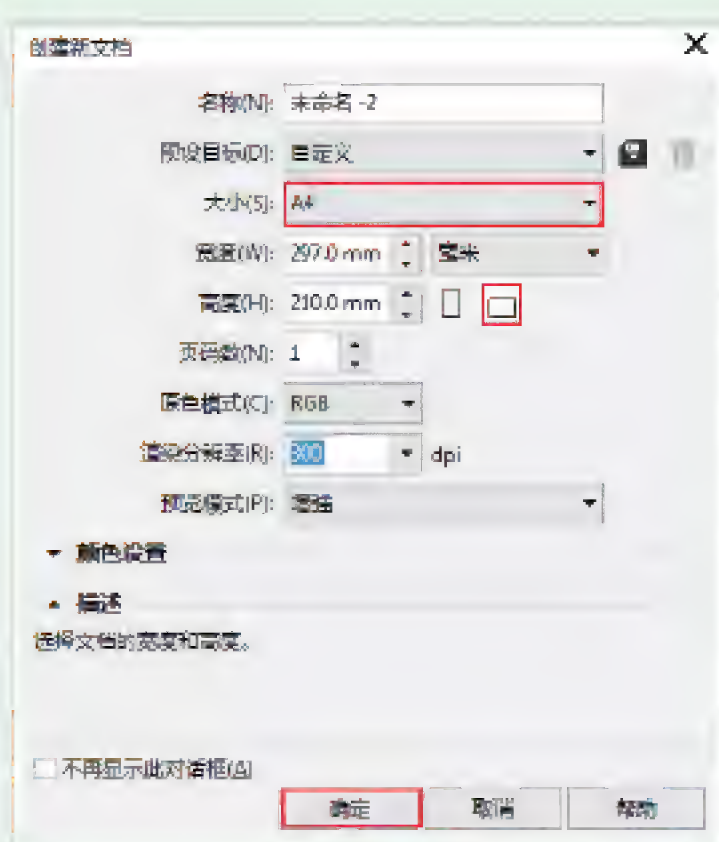 创建新文档
名称(N): 未命名 -2
预设目标(D): 自定义
大小(S): A4
宽度(W): 297.0 mm 毫米
高度(H): 210.0 mm
页码数(N): 1
原色模式(C): RGB
渲染分辨率(R): 300 dpi
预览模式(P): 增强
颜色设置
描述
选择文档的宽度和高度。
不再显示此对话框(A)
确定 取消 帮助